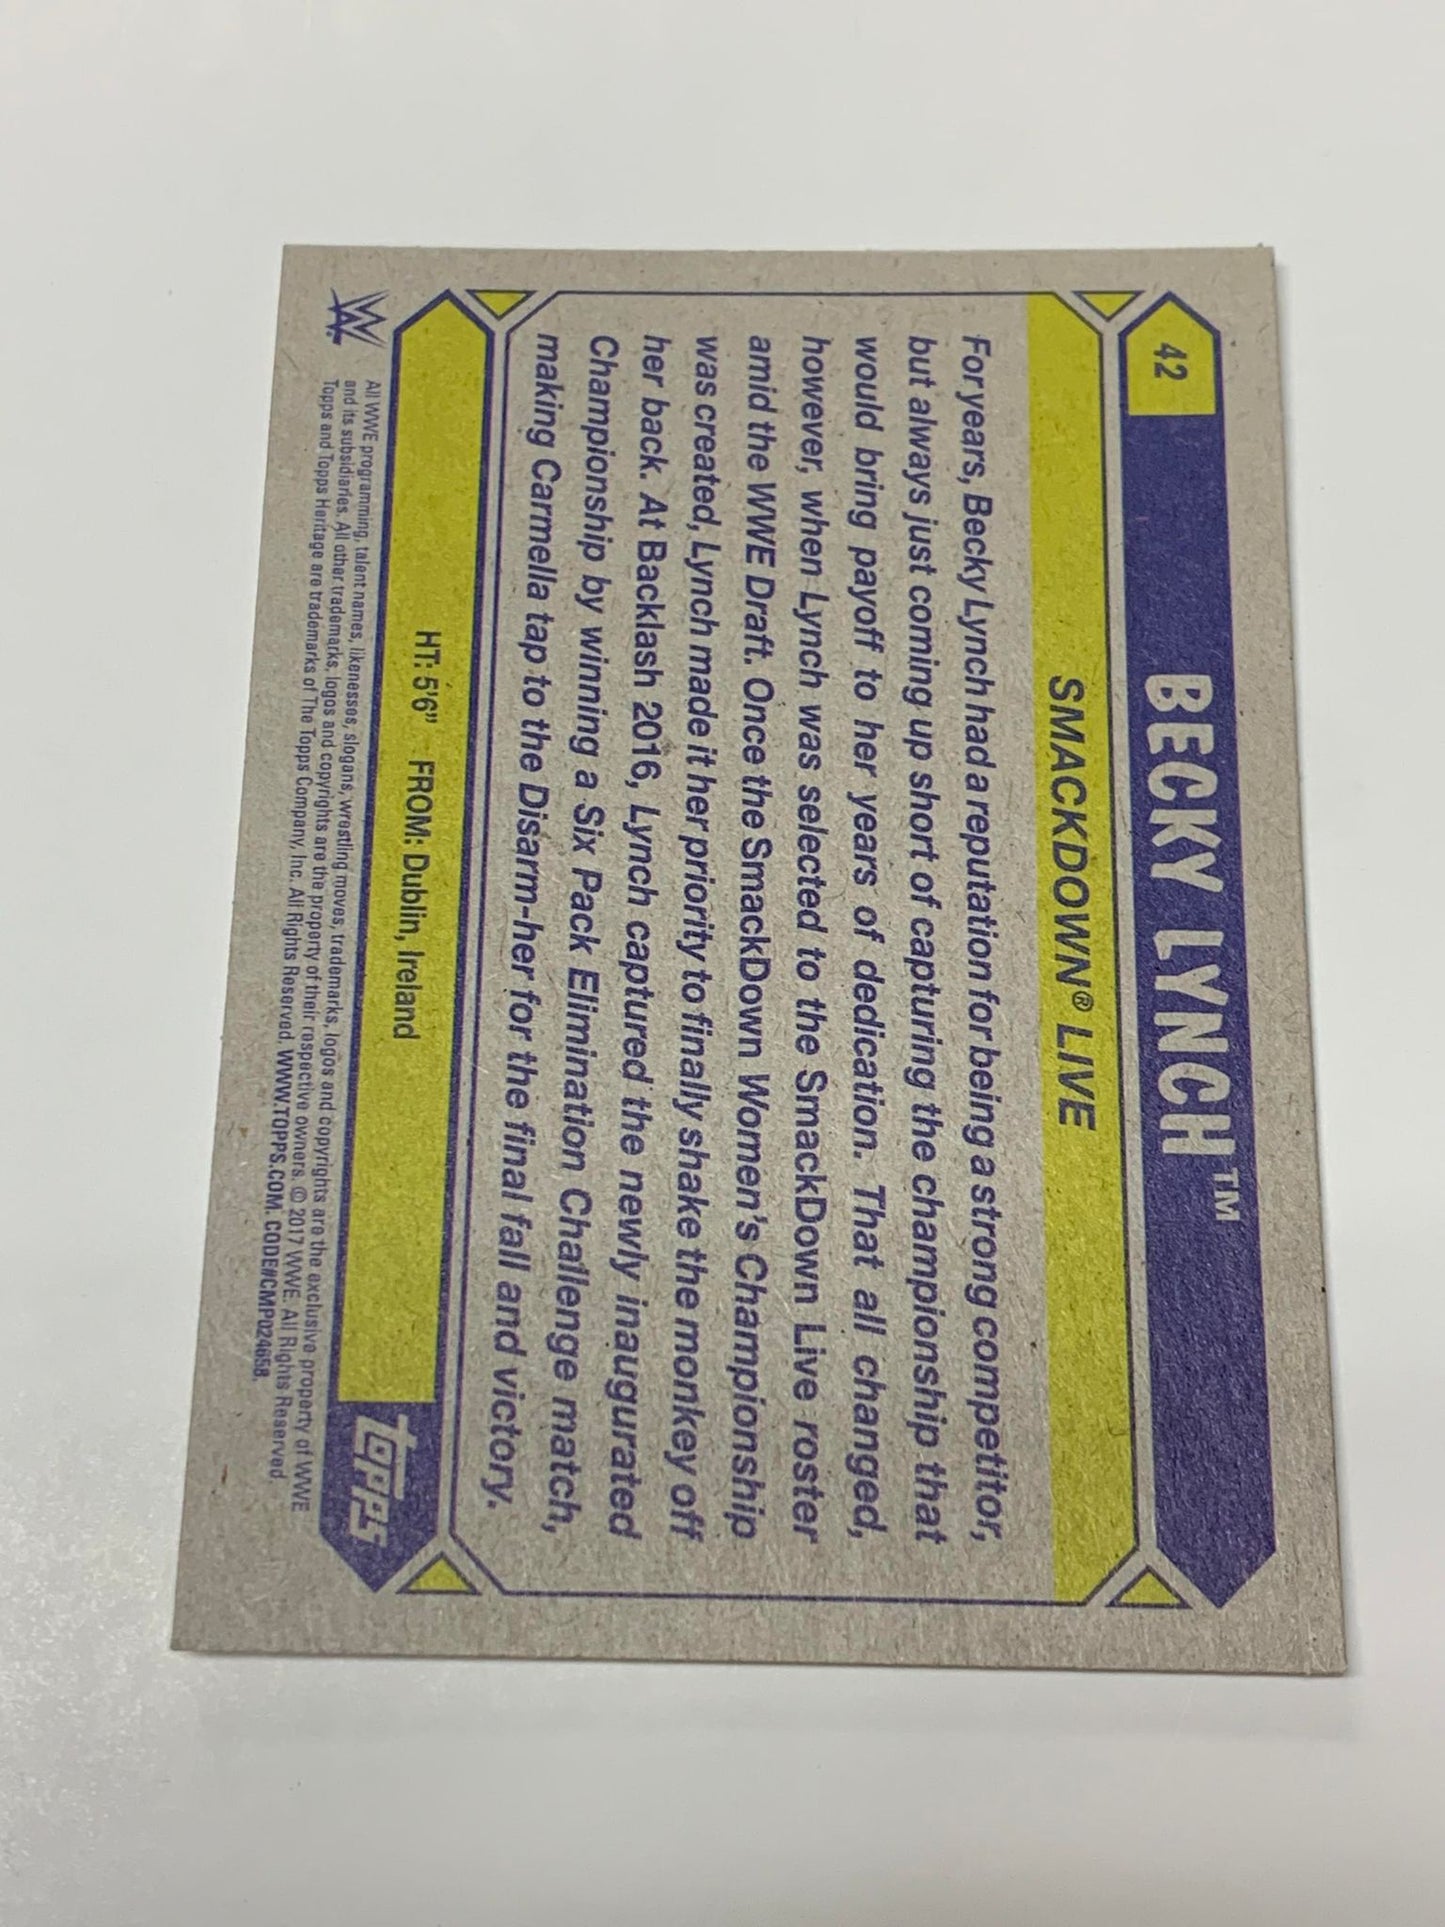 42
BECKY LYNCH™
SMACKDOWN® LIVE
For years, Becky Lynch had a reputation for being a strong competitor,
but always just coming up short of capturing the championship that
would bring payoff to her years of dedication. That all changed,
however, when Lynch was selected to the SmackDown Live roster
amid the WWE Draft. Once the SmackDown Women's Championship
was created, Lynch made it her priority to finally shake the monkey off
her back. At Backlash 2016, Lynch captured the newly inaugurated
Championship by winning a Six Pack Elimination Challenge match,
making Carmella tap to the Disarm-her for the final fall and victory.
HT: 5'6" FROM: Dublin, Ireland
topps
W
All WWE programming, talent names, likenesses, slogans, wrestling moves, trademarks, logos and copyrights are the exclusive property of WWE
and its subsidiaries. All other trademarks, logos and copyrights are the property of their respective owners. © 2017 WWE. All Rights Reserved.
Topps and Topps Heritage are trademarks of The Topps Company, Inc. All Rights Reserved. WWW.TOPPS.COM. CODE#CMP024658.